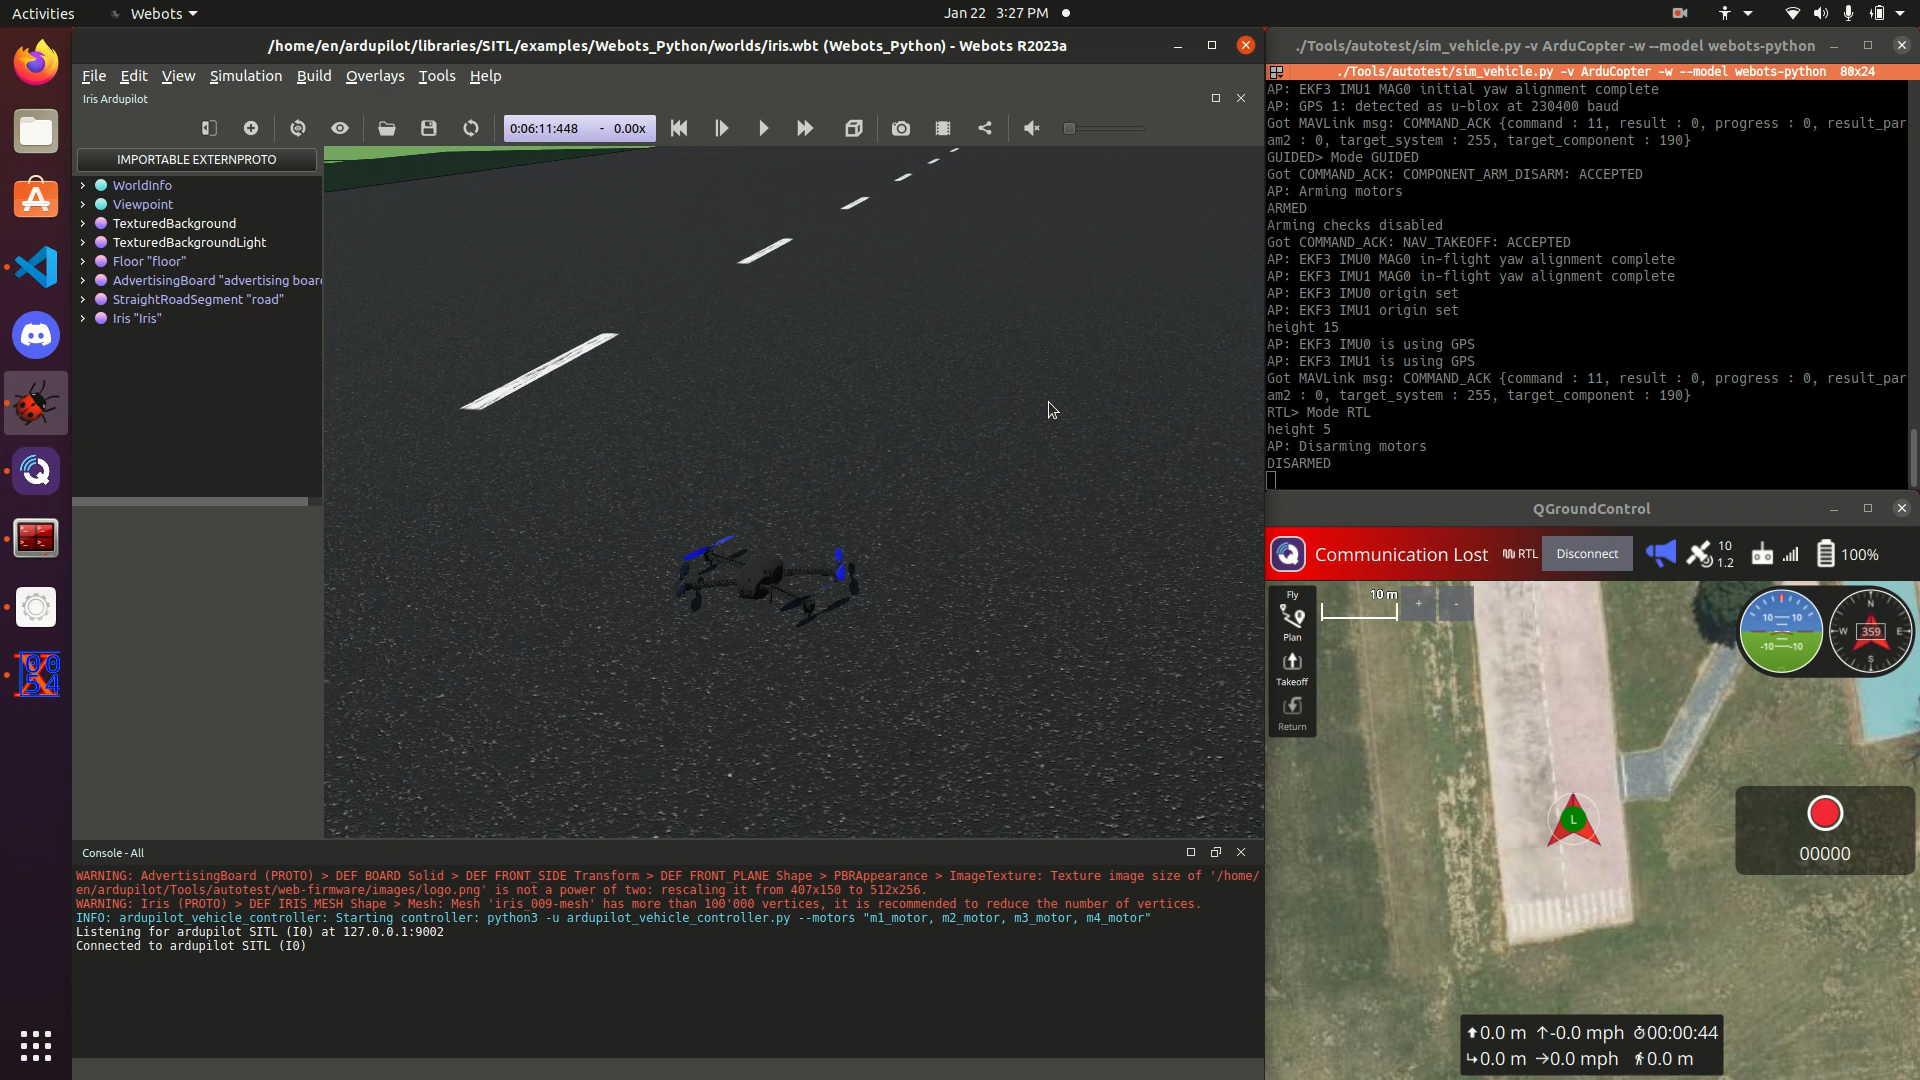 Activities
Webots
Jan 22 3:27 PM
/home/en/ardupilot/libraries/SITL/examples/Webots_Python/worlds/iris.wbt (Webots_Python) - Webots R2023a
File Edit View Simulation Build Overlays Tools Help
Iris Ardupilot
0:06:11:448 - 0.00x
IMPORTABLE EXTERNPROTO
WorldInfo
Viewpoint
TexturedBackground
TexturedBackgroundLight
Floor "floor"
AdvertisingBoard "advertising board
StraightRoadSegment "road"
Iris "Iris"
Console - All
WARNING: AdvertisingBoard (PROTO) > DEF BOARD Solid > DEF FRONT_SIDE Transform > DEF FRONT_PLANE Shape > PBRAppearance > ImageTexture: Texture image size of '/home/
en/ardupilot/Tools/autotest/web-firmware/images/logo.png' is not a power of two: rescaling it from 407x150 to 512x256.
WARNING: Iris (PROTO) > DEF IRIS_MESH Shape > Mesh: Mesh 'iris_009-mesh' has more than 100'000 vertices, it is recommended to reduce the number of vertices.
INFO: ardupilot_vehicle_controller: Starting controller: python3 -u ardupilot_vehicle_controller.py --motors "m1_motor, m2_motor, m3_motor, m4_motor"
Listening for ardupilot SITL (I0) at 127.0.0.1:9002
Connected to ardupilot SITL (I0)
./Tools/autotest/sim_vehicle.py -v ArduCopter -w --model webots-python
./Tools/autotest/sim_vehicle.py -v ArduCopter -w --model webots-python 80x24
AP: EKF3 IMU1 MAG0 initial yaw alignment complete
AP: GPS 1: detected as u-blox at 230400 baud
Got MAVLink msg: COMMAND_ACK {command : 11, result : 0, progress : 0, result_par
am2 : 0, target_system : 255, target_component : 190}
GUIDED> Mode GUIDED
Got COMMAND_ACK: COMPONENT_ARM_DISARM: ACCEPTED
AP: Arming motors
ARMED
Arming checks disabled
Got COMMAND_ACK: NAV_TAKEOFF: ACCEPTED
AP: EKF3 IMU0 MAG0 in-flight yaw alignment complete
AP: EKF3 IMU1 MAG0 in-flight yaw alignment complete
AP: EKF3 IMU0 origin set
AP: EKF3 IMU1 origin set
height 15
AP: EKF3 IMU0 is using GPS
AP: EKF3 IMU1 is using GPS
Got MAVLink msg: COMMAND_ACK {command : 11, result : 0, progress : 0, result_par
am2 : 0, target_system : 255, target_component : 190}
RTL> Mode RTL
height 5
AP: Disarming motors
DISARMED
QGroundControl
Communication Lost RTL Disconnect 10 1.2 100%
Fly
Plan
Takeoff
Return
10 m
+ -
10 10
-10 -10
N
W 359 E
S
L
00000
0.0 m -0.0 mph 00:00:44
0.0 m 0.0 mph 0.0 m
0054